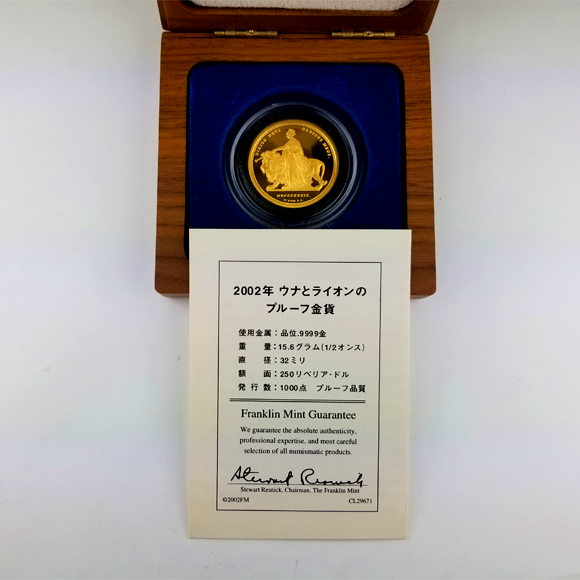 MDCCCXXXIX
2002年 ウナとライオンの
プルーフ金貨
使用金属：品位.9999金
重　量：15.6グラム(1/2オンス)
直　径：32ミリ
額　面：250リベリア・ドル
発 行 数：1000点　プルーフ品質
Franklin Mint Guarantee
We guarantee the absolute authenticity,
professional expertise, and most careful
selection of all numismatic products.
Stewart Resnick
Stewart Resnick, Chairman, The Franklin Mint
©2002FM
CL29671